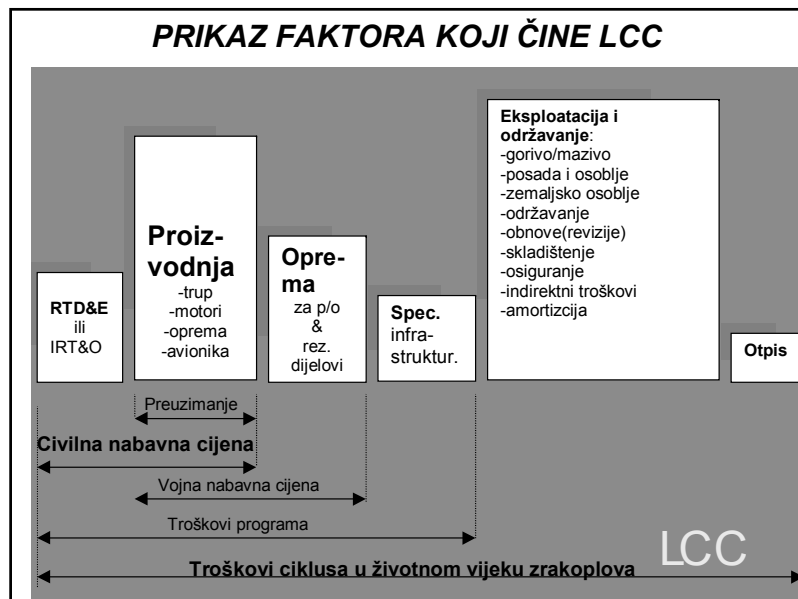 PRIKAZ FAKTORA KOJI ČINE LCC
RTD&E
ili
IRT&O
Proiz-
vodnja
-trup
-motori
-oprema
-avionika
Opre-
ma
za p/o
&
rez.
dijelovi
Spec.
infra-
struktur.
Eksploatacija i
održavanje:
-gorivo/mazivo
-posada i osoblje
-zemaljsko osoblje
-održavanje
-obnove(revizije)
-skladištenje
-osiguranje
-indirektni troškovi
-amortizcija
Otpis
Preuzimanje
Civilna nabavna cijena
Vojna nabavna cijena
Troškovi programa
LCC
Troškovi ciklusa u životnom vijeku zrakoplova